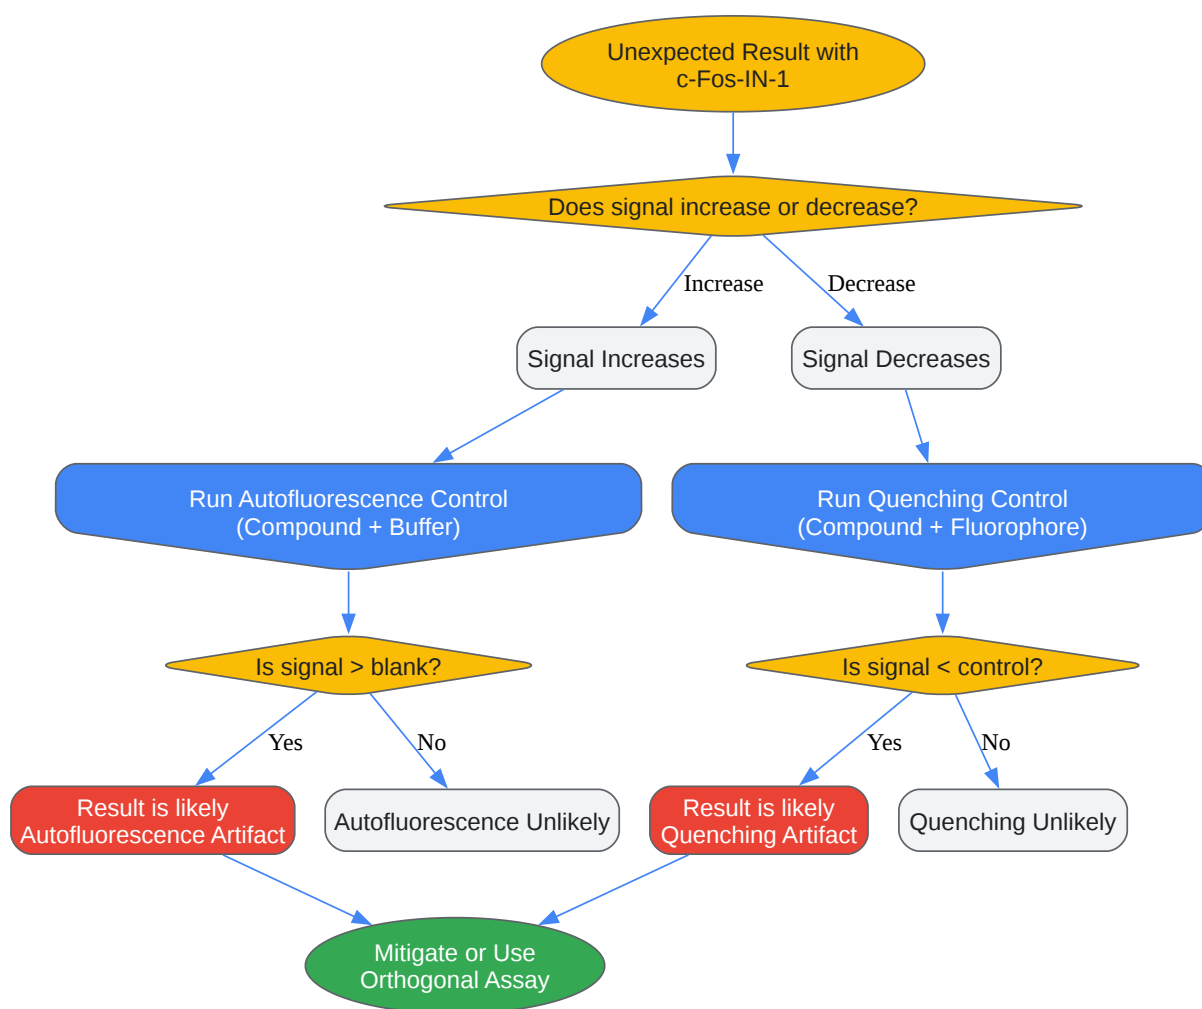 Unexpected Result with
c-Fos-IN-1
Does signal increase or decrease?
Increase
Decrease
Signal Increases
Signal Decreases
Run Autofluorescence Control
(Compound + Buffer)
Run Quenching Control
(Compound + Fluorophore)
Is signal > blank?
Is signal < control?
Yes
No
Yes
No
Result is likely
Autofluorescence Artifact
Autofluorescence Unlikely
Result is likely
Quenching Artifact
Quenching Unlikely
Mitigate or Use
Orthogonal Assay